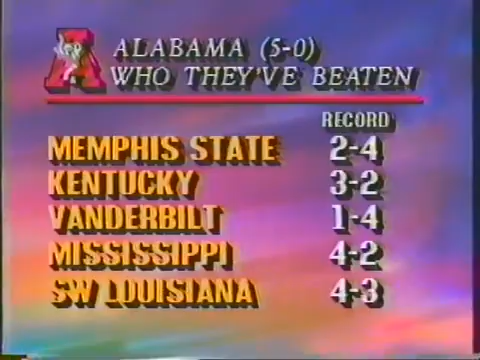 ALABAMA (5-0)
WHO THEY'VE BEATEN
RECORD
MEMPHIS STATE 2-4
KENTUCKY 3-2
VANDERBILT 1-4
MISSISSIPPI 4-2
SW LOUISIANA 4-3